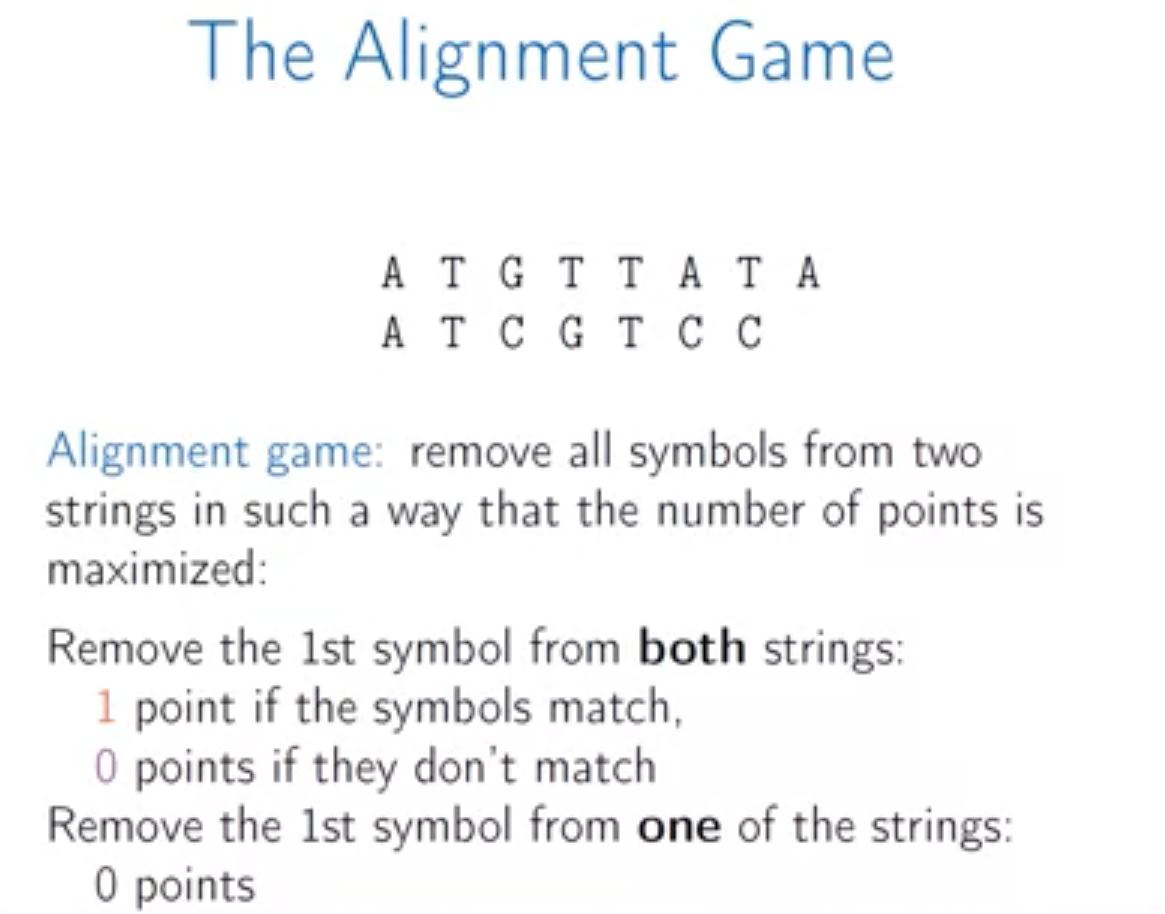 The Alignment Game
A T G T T A T A
A T C G T C C
Alignment game: remove all symbols from two
strings in such a way that the number of points is
maximized:
Remove the 1st symbol from both strings:
1 point if the symbols match,
0 points if they don't match
Remove the 1st symbol from one of the strings:
0 points